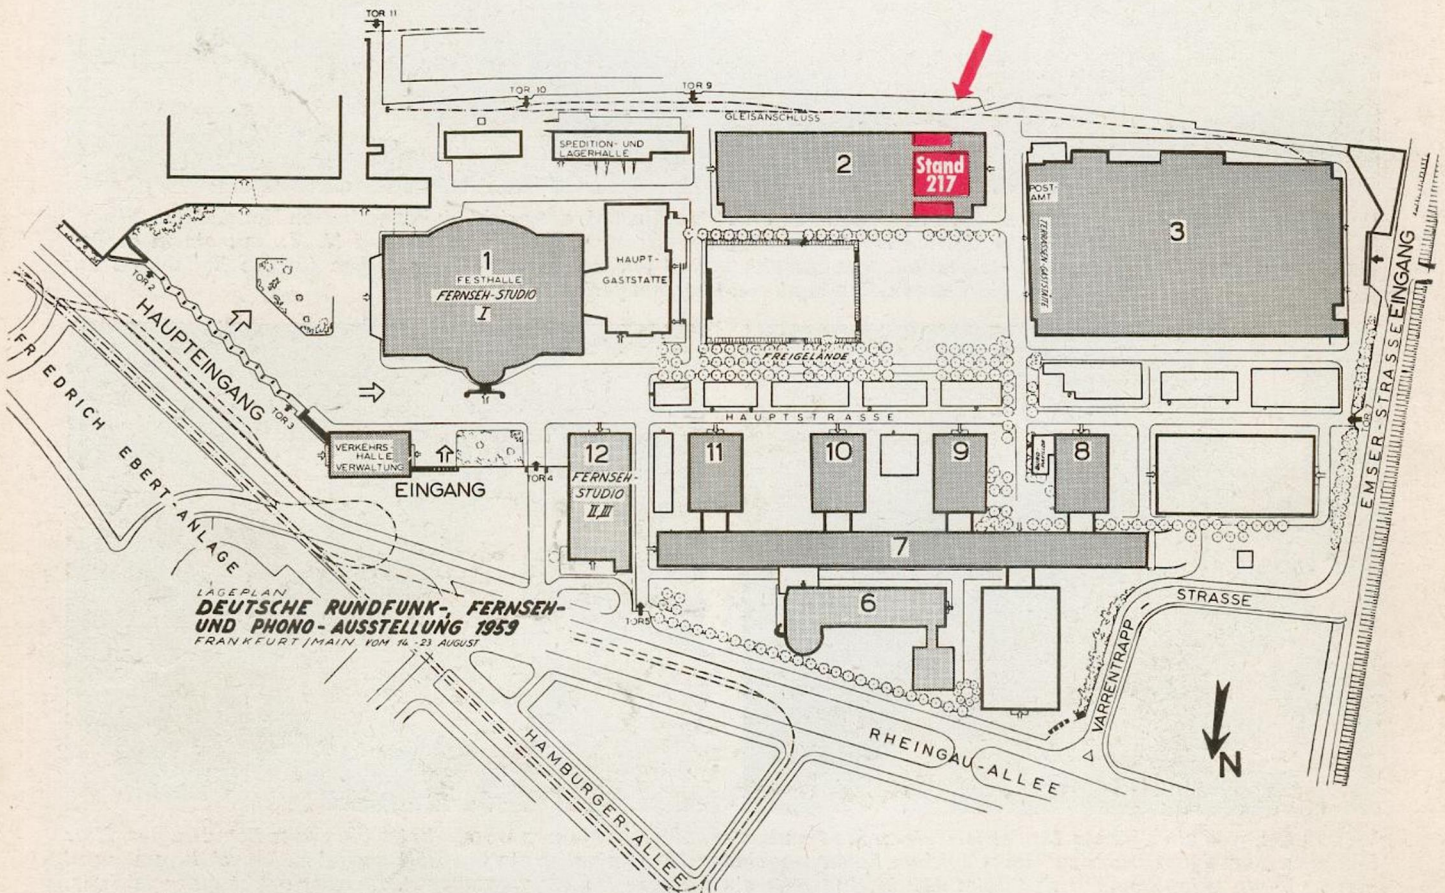 TOR 11
TOR 10
TOR 9
GLEISANSCHLUSS
SPEDITION- UND
LAGERHALLE
2
Stand
217
POST-
AMT
TERRASSEN-GASTSTÄTTE
3
EINGANG
1
FESTHALLE
FERNSEH-STUDIO
I
HAUPT-
GASTSTÄTTE
TOR 2
HAUPTEINGANG
TOR 3
FREIGELÄNDE
HAUPTSTRASSE
EMSER-STRASSE
FRIEDRICH EBERT-ANLAGE
VERKEHRS-
HALLE
VERWALTUNG
EINGANG
TOR 4
12
FERNSEH-
STUDIO
II, III
11
10
9
8
7
6
TOR 5
LAGEPLAN
DEUTSCHE RUNDFUNK-, FERNSEH-
UND PHONO-AUSSTELLUNG 1959
FRANKFURT/MAIN VOM 14.-23 AUGUST
VARRENTRAPP STRASSE
RHEINGAU-ALLEE
HAMBURGER-ALLEE
N